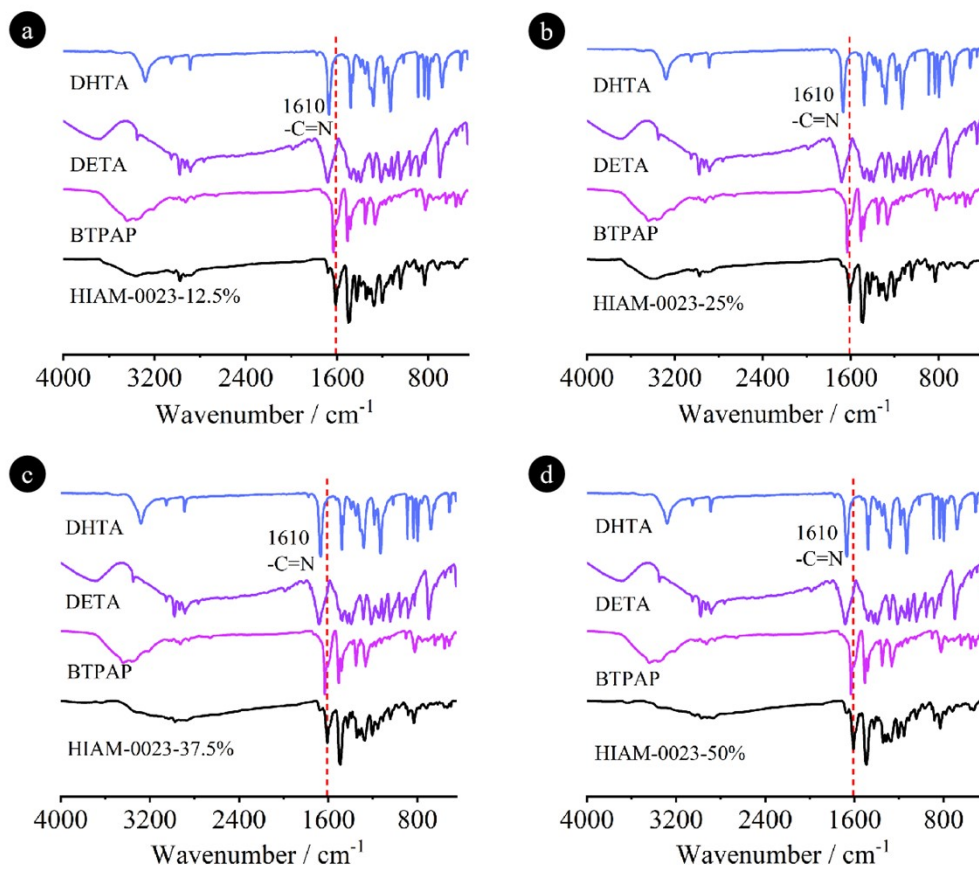 a
DHTA
1610
-C=N
DETA
BTPAP
HIAM-0023-12.5%
4000 3200 2400 1600 800
Wavenumber / cm-1
b
DHTA
1610
-C=N
DETA
BTPAP
HIAM-0023-25%
4000 3200 2400 1600 800
Wavenumber / cm-1
c
DHTA
1610
-C=N
DETA
BTPAP
HIAM-0023-37.5%
4000 3200 2400 1600 800
Wavenumber / cm-1
d
DHTA
1610
-C=N
DETA
BTPAP
HIAM-0023-50%
4000 3200 2400 1600 800
Wavenumber / cm-1